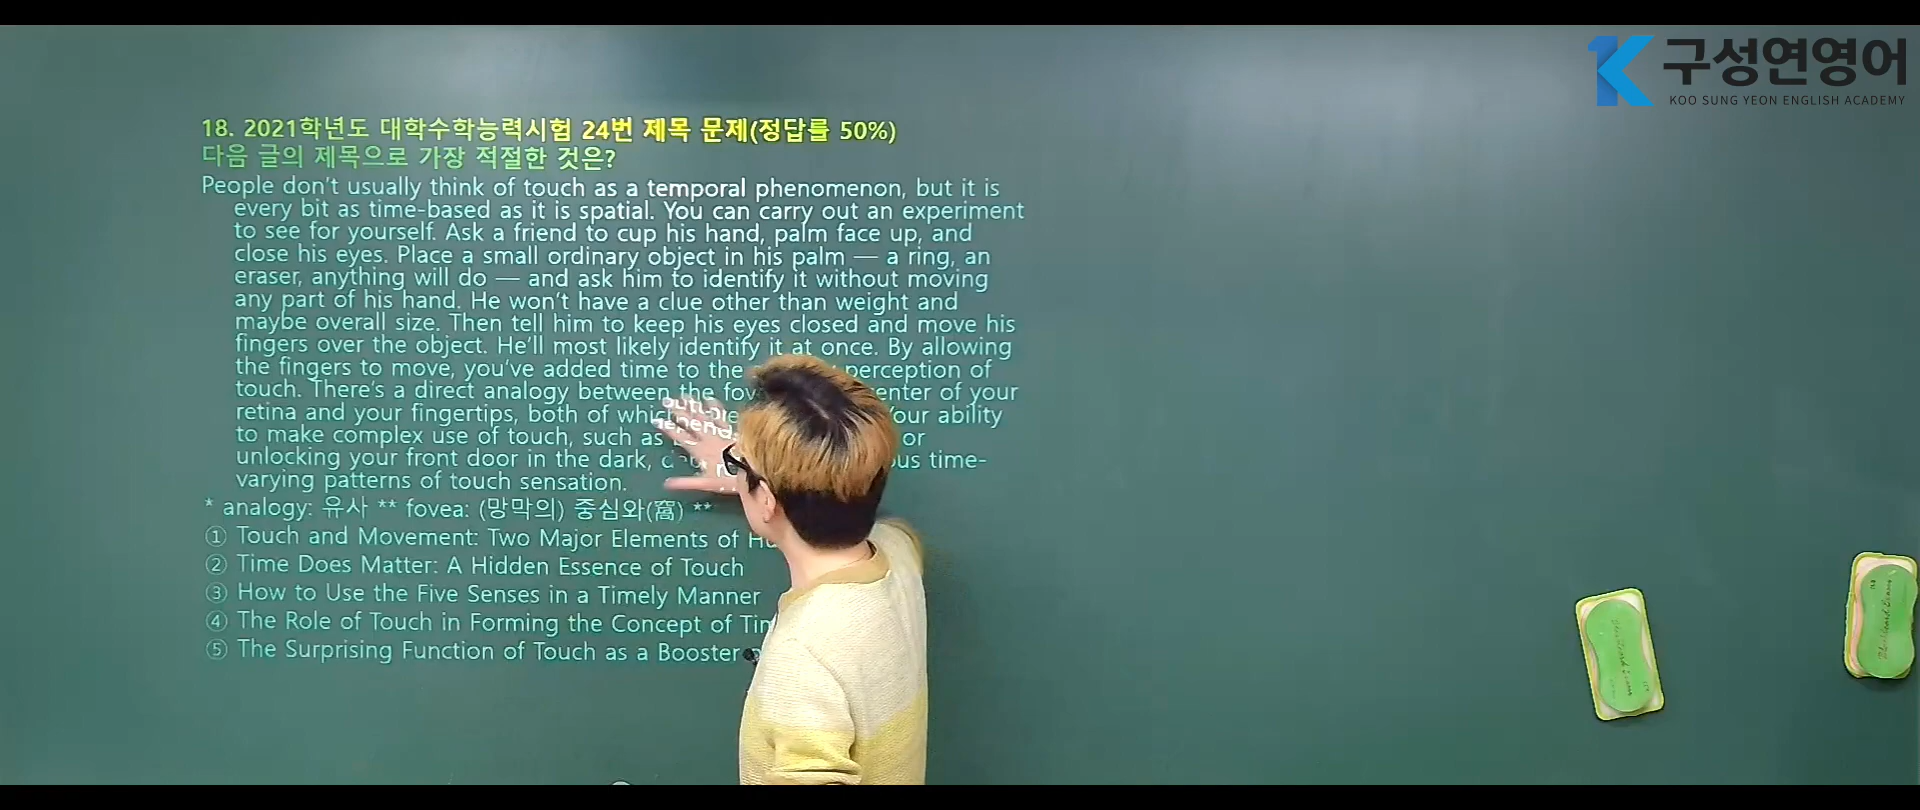 구성연영어
KOO SUNG YEON ENGLISH ACADEMY
18. 2021학년도 대학수학능력시험 24번 제목 문제(정답률 50%)
다음 글의 제목으로 가장 적절한 것은?
People don't usually think of touch as a temporal phenomenon, but it is
every bit as time-based as it is spatial. You can carry out an experiment
to see for yourself. Ask a friend to cup his hand, palm face up, and
close his eyes. Place a small ordinary object in his palm — a ring, an
eraser, anything will do — and ask him to identify it without moving
any part of his hand. He won't have a clue other than weight and
maybe overall size. Then tell him to keep his eyes closed and move his
fingers over the object. He'll most likely identify it at once. By allowing
the fingers to move, you've added time to the perception of
touch. There's a direct analogy between the fov enter of your
retina and your fingertips, both of which Your ability
to make complex use of touch, such as or
unlocking your front door in the dark, time-
varying patterns of touch sensation.
* analogy: 유사 ** fovea: (망막의) 중심와(窩) **
① Touch and Movement: Two Major Elements of
② Time Does Matter: A Hidden Essence of Touch
③ How to Use the Five Senses in a Timely Manner
④ The Role of Touch in Forming the Concept of
⑤ The Surprising Function of Touch as a Booster